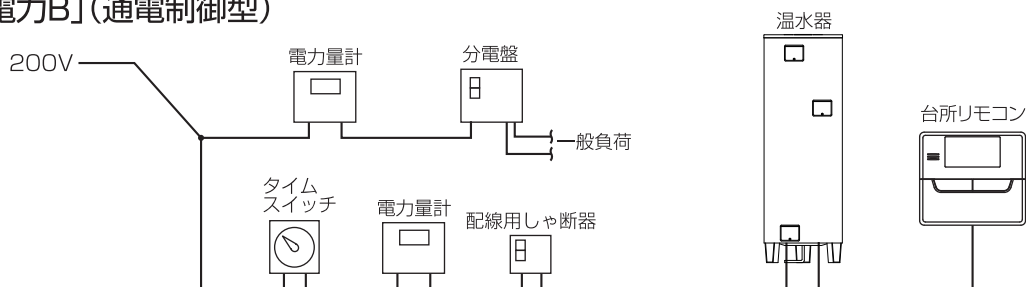 電力B」(通電制御型)
温水器
200V
電力量計
分電盤
台所リモコン
一般負荷
タイム
スイッチ
電力量計
配線用しゃ断器